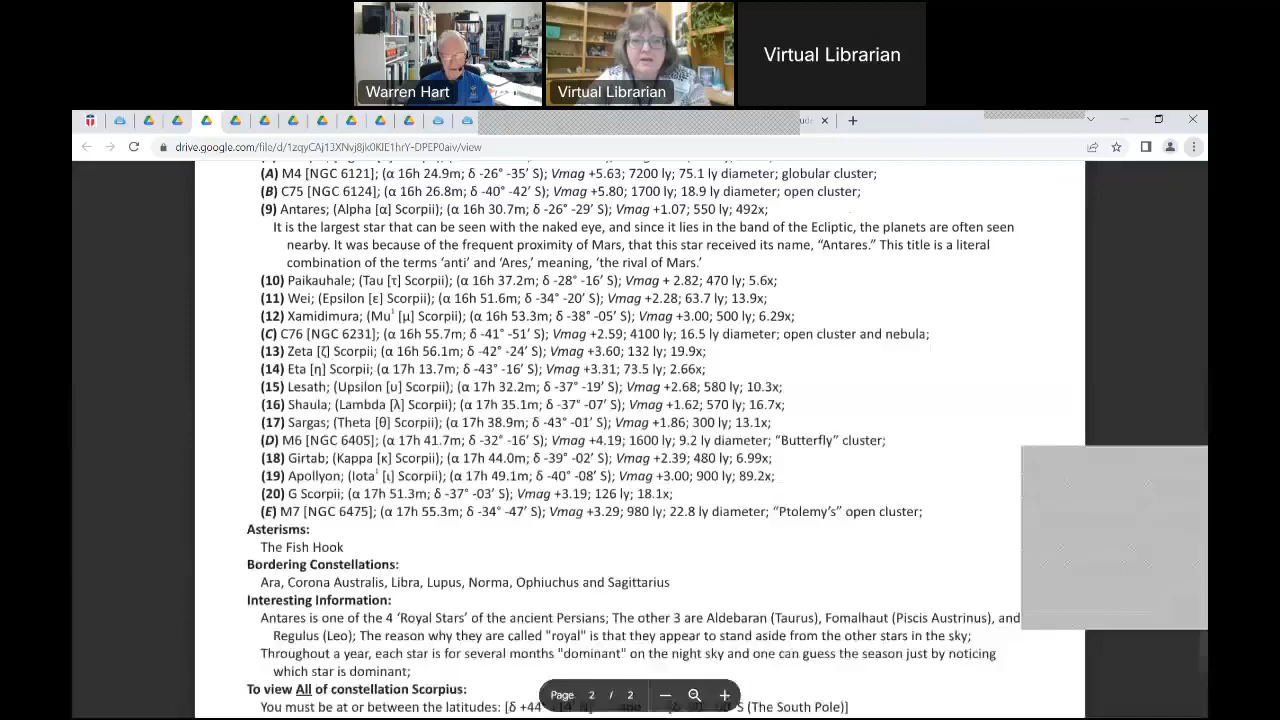 Warren Hart
Virtual Librarian
Virtual Librarian
drive.google.com/file/d/1zqyCAj13XNvj8jk0KIE1hrY-DPEP0aiv/view
(A) M4 [NGC 6121]; (α 16h 24.9m; δ -26° -35’ S); Vmag +5.63; 7200 ly; 75.1 ly diameter; globular cluster;
(B) C75 [NGC 6124]; (α 16h 26.8m; δ -40° -42’ S); Vmag +5.80; 1700 ly; 18.9 ly diameter; open cluster;
(9) Antares; (Alpha [α] Scorpii); (α 16h 30.7m; δ -26° -29’ S); Vmag +1.07; 550 ly; 492x;
It is the largest star that can be seen with the naked eye, and since it lies in the band of the Ecliptic, the planets are often seen
nearby. It was because of the frequent proximity of Mars, that this star received its name, “Antares.” This title is a literal
combination of the terms ‘anti’ and ‘Ares,’ meaning, ‘the rival of Mars.’
(10) Paikauhale; (Tau [τ] Scorpii); (α 16h 37.2m; δ -28° -16’ S); Vmag + 2.82; 470 ly; 5.6x;
(11) Wei; (Epsilon [ε] Scorpii); (α 16h 51.6m; δ -34° -20’ S); Vmag +2.28; 63.7 ly; 13.9x;
(12) Xamidimura; (Mu¹ [μ] Scorpii); (α 16h 53.3m; δ -38° -05’ S); Vmag +3.00; 500 ly; 6.29x;
(C) C76 [NGC 6231]; (α 16h 55.7m; δ -41° -51’ S); Vmag +2.59; 4100 ly; 16.5 ly diameter; open cluster and nebula;
(13) Zeta [ζ] Scorpii; (α 16h 56.1m; δ -42° -24’ S); Vmag +3.60; 132 ly; 19.9x;
(14) Eta [η] Scorpii; (α 17h 13.7m; δ -43° -16’ S); Vmag +3.31; 73.5 ly; 2.66x;
(15) Lesath; (Upsilon [υ] Scorpii); (α 17h 32.2m; δ -37° -19’ S); Vmag +2.68; 580 ly; 10.3x;
(16) Shaula; (Lambda [λ] Scorpii); (α 17h 35.1m; δ -37° -07’ S); Vmag +1.62; 570 ly; 16.7x;
(17) Sargas; (Theta [θ] Scorpii); (α 17h 38.9m; δ -43° -01’ S); Vmag +1.86; 300 ly; 13.1x;
(D) M6 [NGC 6405]; (α 17h 41.7m; δ -32° -16’ S); Vmag +4.19; 1600 ly; 9.2 ly diameter; “Butterfly” cluster;
(18) Girtab; (Kappa [κ] Scorpii); (α 17h 44.0m; δ -39° -02’ S); Vmag +2.39; 480 ly; 6.99x;
(19) Apollyon; (Iota¹ [ι] Scorpii); (α 17h 49.1m; δ -40° -08’ S); Vmag +3.00; 900 ly; 89.2x;
(20) G Scorpii; (α 17h 51.3m; δ -37° -03’ S); Vmag +3.19; 126 ly; 18.1x;
(E) M7 [NGC 6475]; (α 17h 55.3m; δ -34° -47’ S); Vmag +3.29; 980 ly; 22.8 ly diameter; “Ptolemy’s” open cluster;
Asterisms:
The Fish Hook
Bordering Constellations:
Ara, Corona Australis, Libra, Lupus, Norma, Ophiuchus and Sagittarius
Interesting Information:
Antares is one of the 4 ‘Royal Stars’ of the ancient Persians; The other 3 are Aldebaran (Taurus), Fomalhaut (Piscis Austrinus), and
Regulus (Leo); The reason why they are called "royal" is that they appear to stand aside from the other stars in the sky;
Throughout a year, each star is for several months "dominant" on the night sky and one can guess the season just by noticing
which star is dominant;
To view All of constellation Scorpius:
Page 2 / 2
You must be at or between the latitudes: [δ +44° S (The South Pole)]